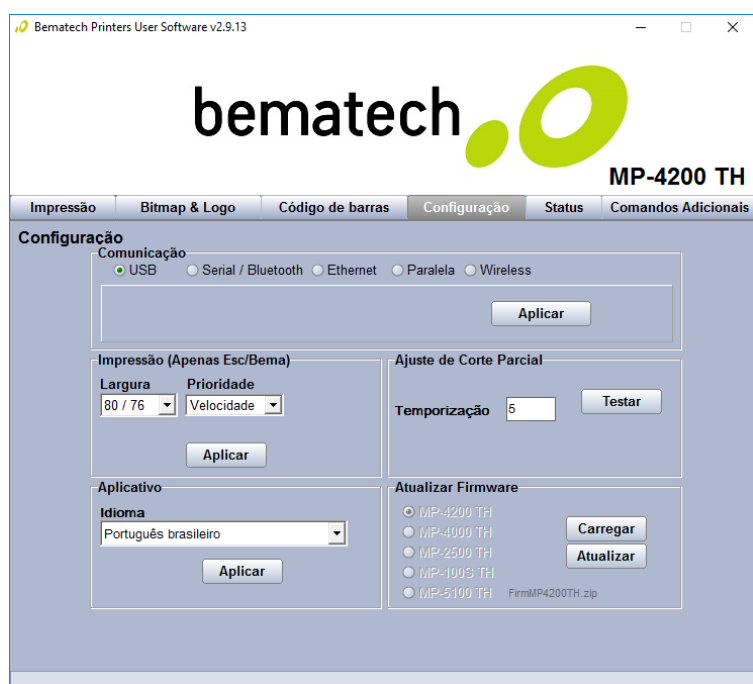 Bematech Printers User Software v2.9.13
bematech
MP-4200 TH
Impressão Bitmap & Logo Código de barras Configuração Status Comandos Adicionais
Configuração
Comunicação
USB Serial / Bluetooth Ethernet Paralela Wireless
Aplicar
Impressão (Apenas Esc/Bema)
Largura Prioridade
80 / 76 Velocidade
Aplicar
Ajuste de Corte Parcial
Temporização 5 Testar
Aplicativo
Idioma
Português brasileiro
Aplicar
Atualizar Firmware
MP-4200 TH
MP-4000 TH
MP-2500 TH
MP-100S TH
MP-5100 TH FirmMP4200TH.zip
Carregar
Atualizar